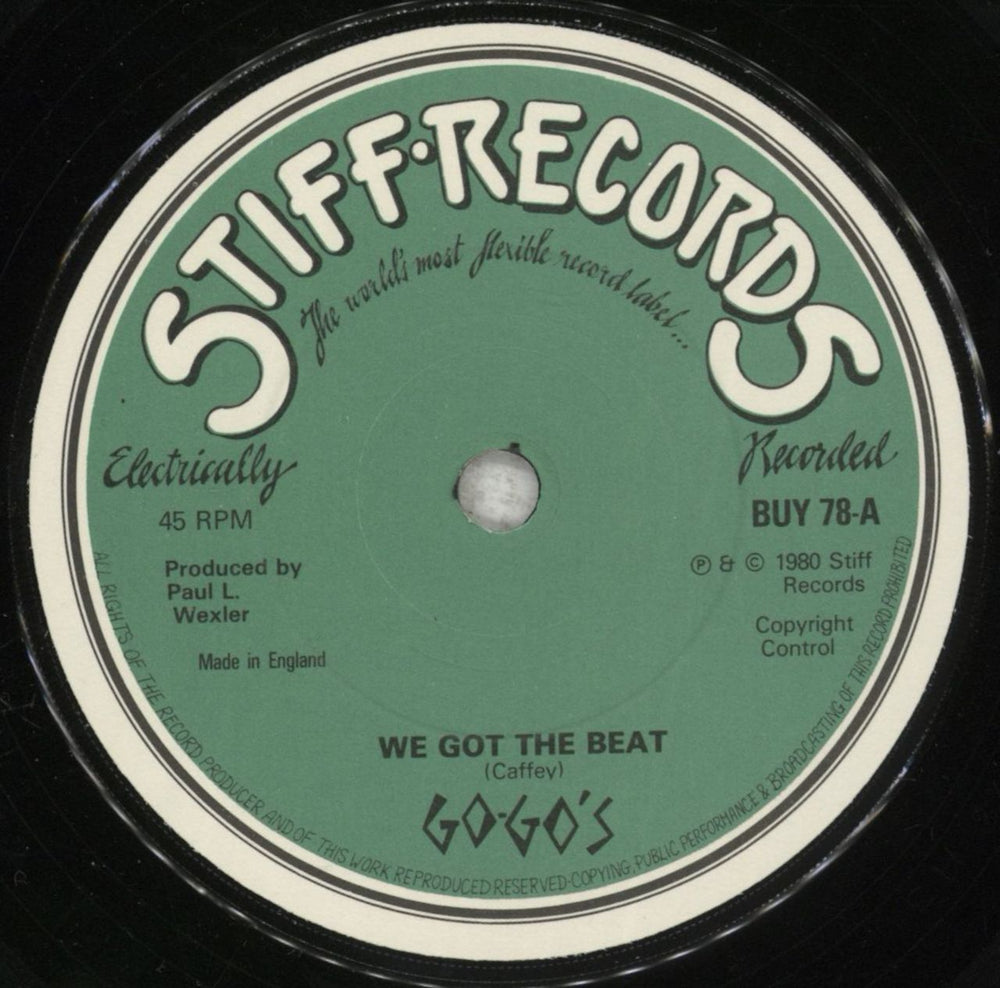 STIFF·RECORDS
The world's most flexible record label...
Electrically
Recorded
45 RPM
BUY 78-A
Produced by
Paul L.
Wexler
Ⓟ & © 1980 Stiff
Records
Copyright
Control
Made in England
WE GOT THE BEAT
(Caffey)
GO-GO'S
ALL RIGHTS OF THE RECORD PRODUCER AND OF THIS WORK REPRODUCED RESERVED·COPYING, PUBLIC PERFORMANCE & BROADCASTING OF THIS RECORD PROHIBITED